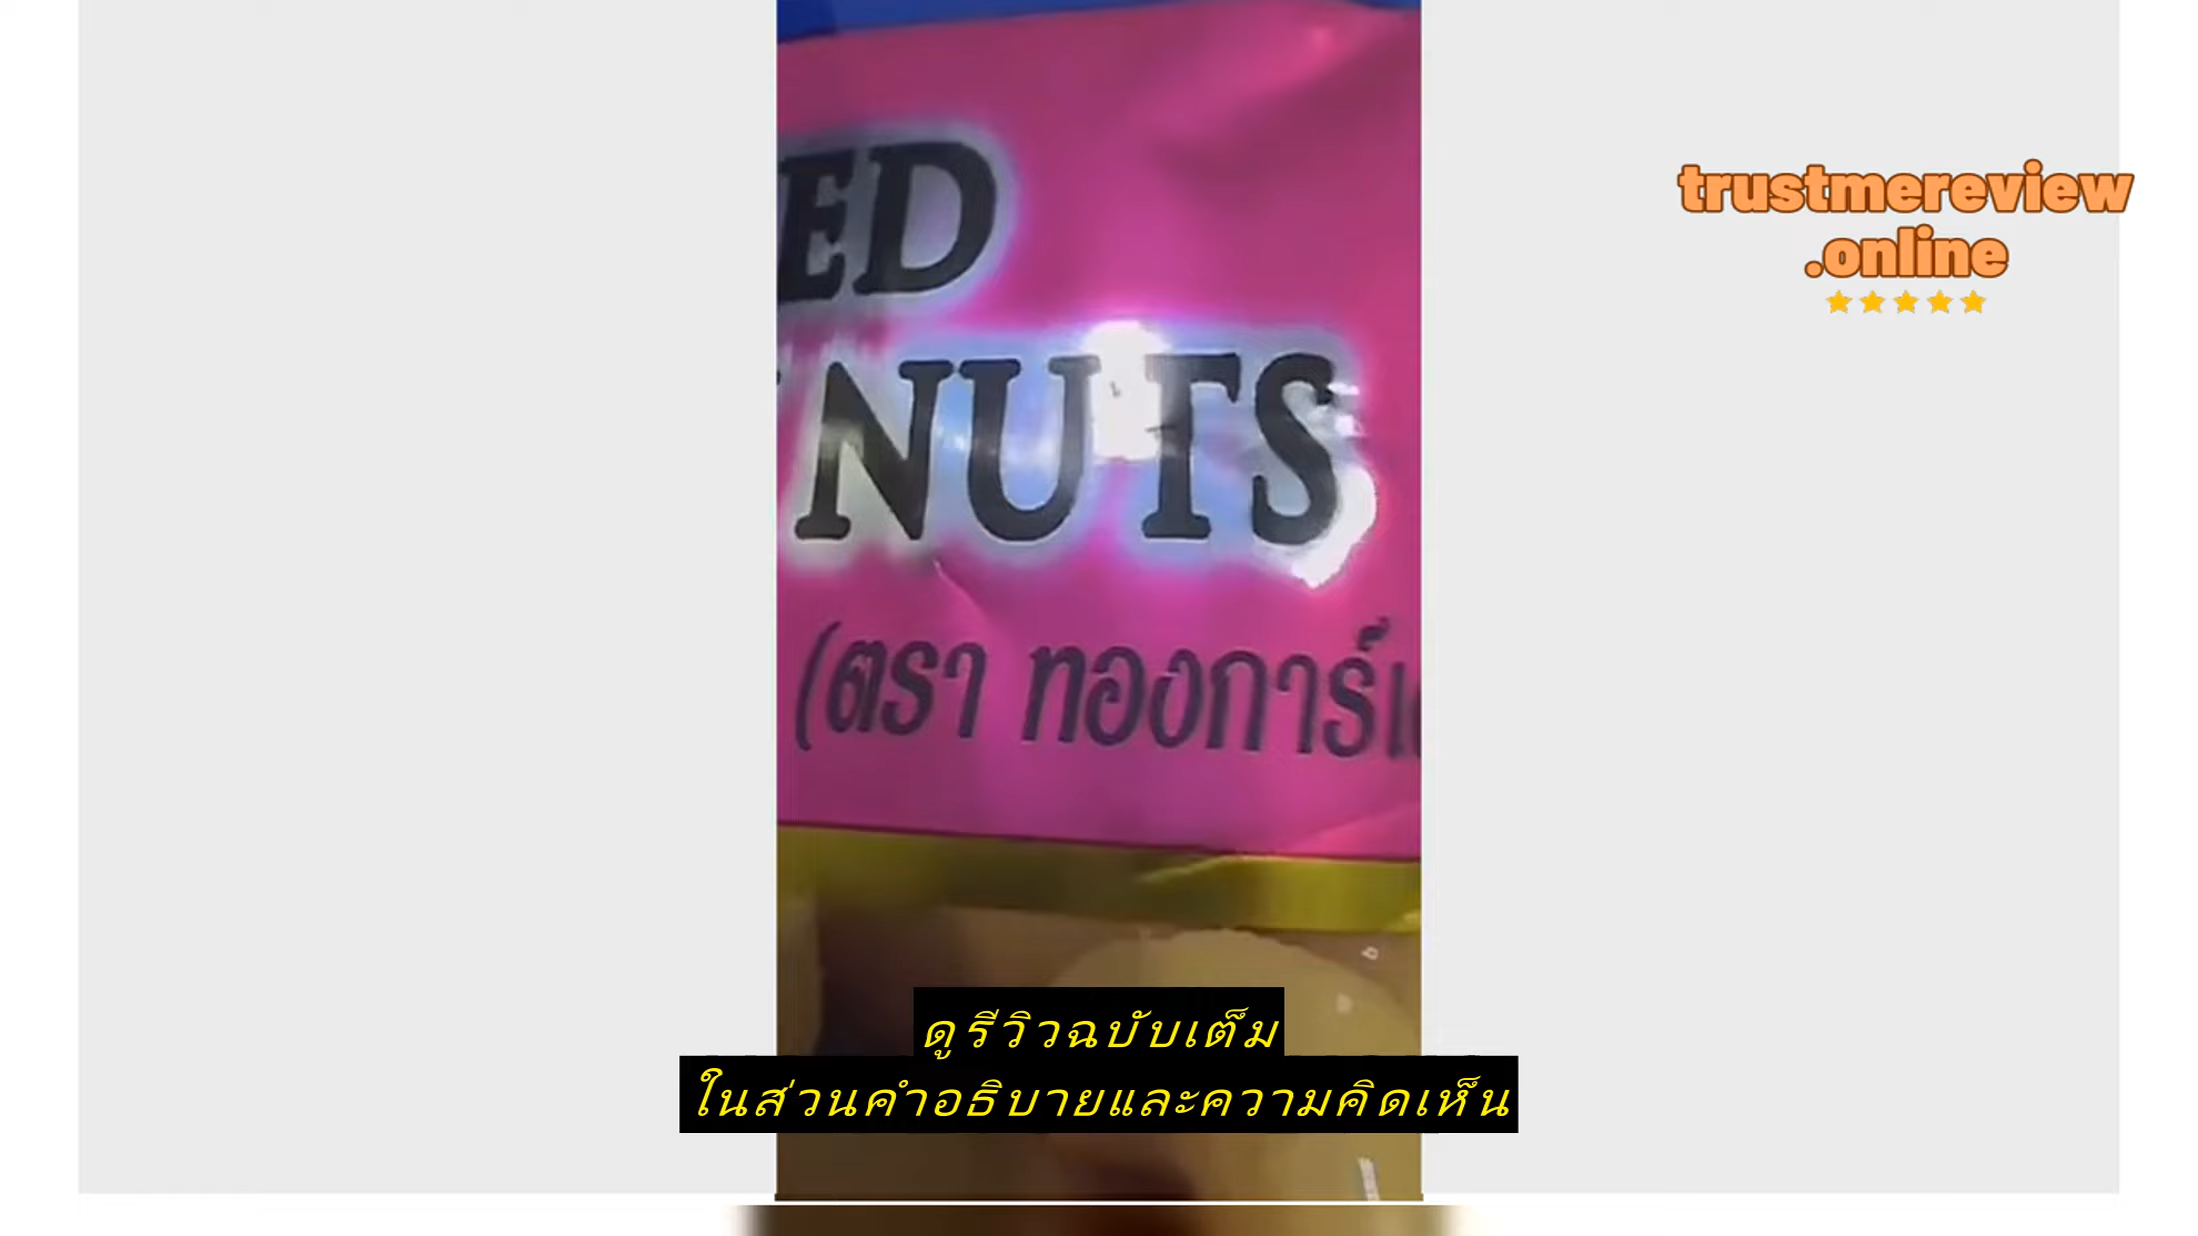 trustmereview
.online
ED
NUTS
(ตรา ทองการ์
ดูรีวิวฉบับเต็ม
ในส่วนคำอธิบายและความคิดเห็น